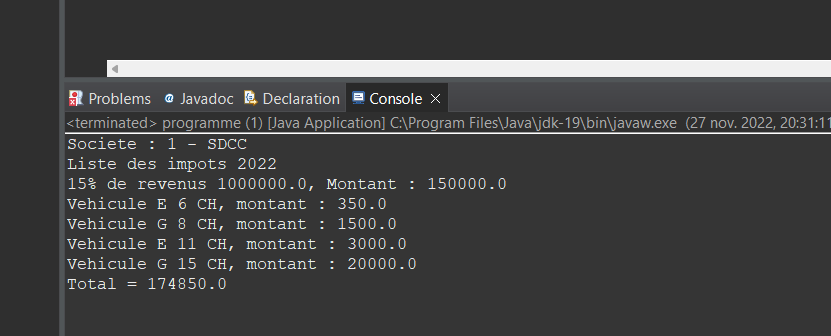 Problems @ Javadoc Declaration Console
<terminated> programme (1) [Java Application] C:\Program Files\Java\jdk-19\bin\javaw.exe (27 nov. 2022, 20:31:11
Societe : 1 - SDCC
Liste des impots 2022
15% de revenus 1000000.0, Montant : 150000.0
Vehicule E 6 CH, montant : 350.0
Vehicule G 8 CH, montant : 1500.0
Vehicule E 11 CH, montant : 3000.0
Vehicule G 15 CH, montant : 20000.0
Total = 174850.0